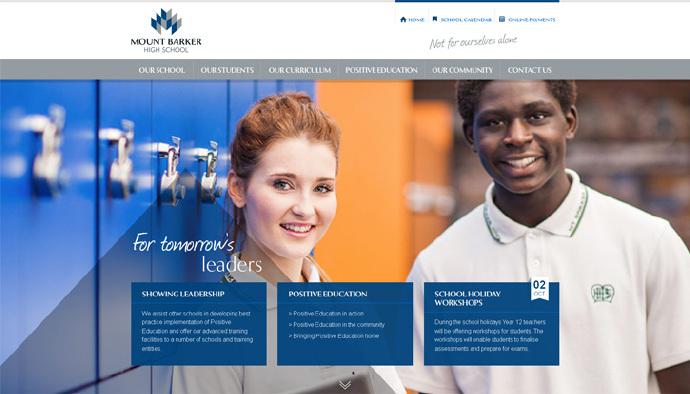 HOME SCHOOL CALENDAR ONLINE PAYMENTS
MOUNT BARKER
HIGH SCHOOL
Not for ourselves alone
OUR SCHOOL OUR STUDENTS OUR CURRICULUM POSITIVE EDUCATION OUR COMMUNITY CONTACT US
For tomorrow's
leaders
SHOWING LEADERSHIP
We assist other schools in developing best
practice implementation of Positive
Education and offer our advanced training
facilities to a number of schools and training
entities.
POSITIVE EDUCATION
> Positive Education in action
> Positive Education in the community
> Bringing Positive Education home
02
OCT
SCHOOL HOLIDAY
WORKSHOPS
During the school holidays Year 12 teachers
will be offering workshops for students. The
workshops will enable students to finalise
assessments and prepare for exams.